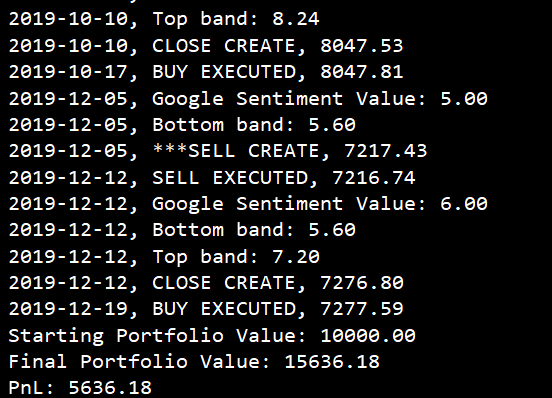 2019-10-10, Top band: 8.24
2019-10-10, CLOSE CREATE, 8047.53
2019-10-17, BUY EXECUTED, 8047.81
2019-12-05, Google Sentiment Value: 5.00
2019-12-05, Bottom band: 5.60
2019-12-05, ***SELL CREATE, 7217.43
2019-12-12, SELL EXECUTED, 7216.74
2019-12-12, Google Sentiment Value: 6.00
2019-12-12, Bottom band: 5.60
2019-12-12, Top band: 7.20
2019-12-12, CLOSE CREATE, 7276.80
2019-12-19, BUY EXECUTED, 7277.59
Starting Portfolio Value: 10000.00
Final Portfolio Value: 15636.18
PnL: 5636.18